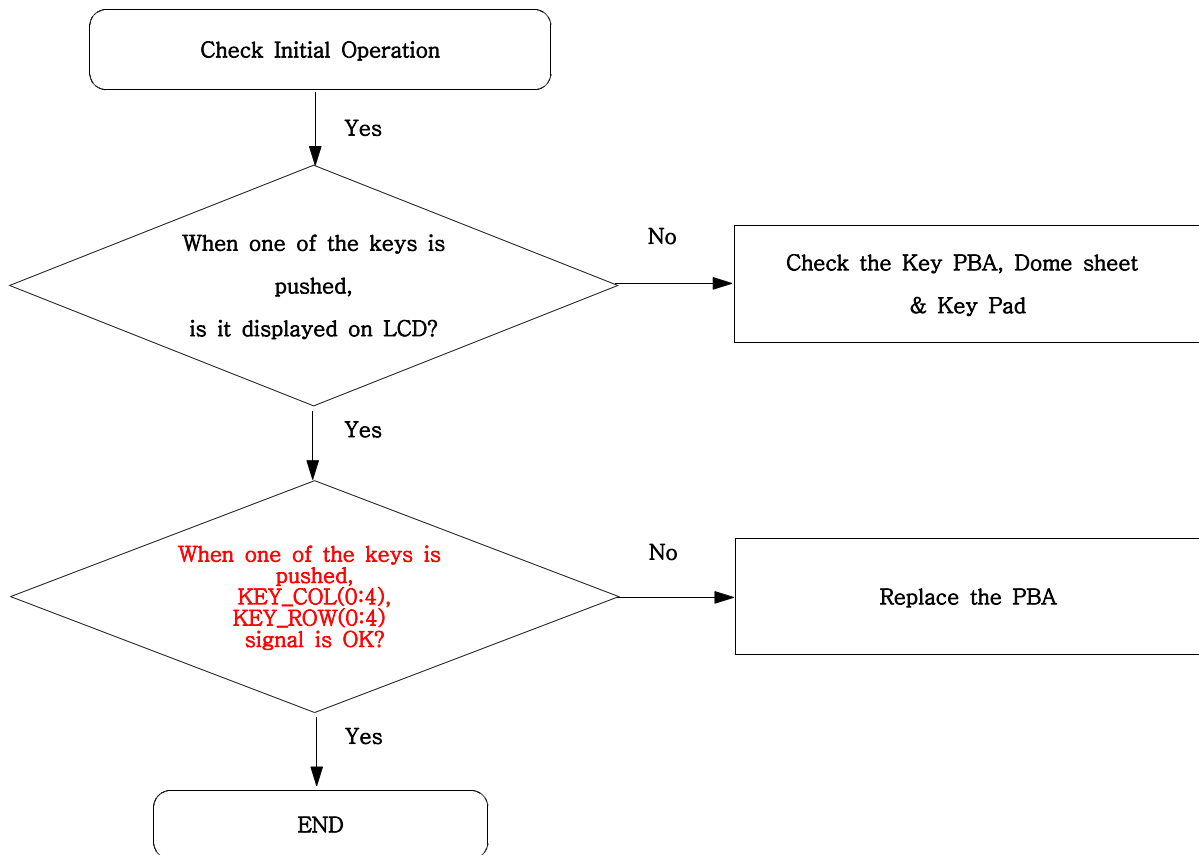 Check Initial Operation
Yes
When one of the keys is
pushed,
is it displayed on LCD?
No
Check the Key PBA, Dome sheet
& Key Pad
Yes
When one of the keys is
pushed,
KEY_COL(0:4),
KEY_ROW(0:4)
signal is OK?
No
Replace the PBA
Yes
END